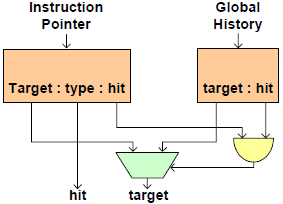 Instruction
Pointer
Global
History
Target : type : hit
target : hit
hit
target